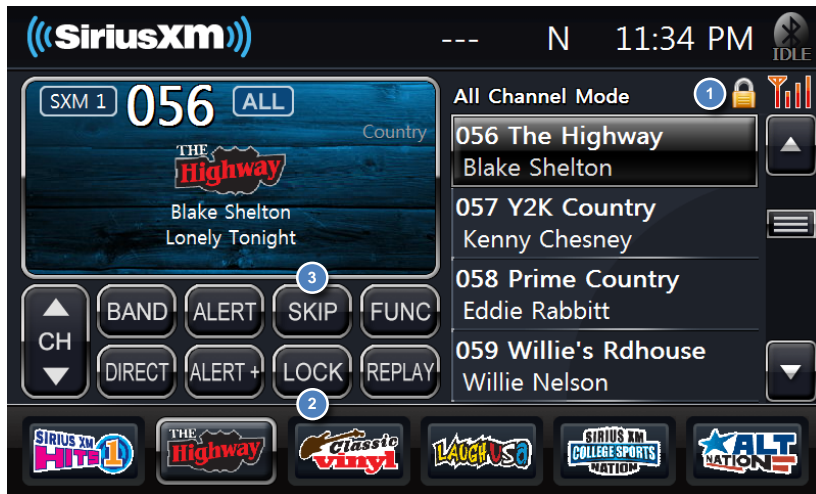 SiriusXM
--- N 11:34 PM
IDLE
SXM 1 056 ALL
Country
THE
Highway
Blake Shelton
Lonely Tonight
All Channel Mode
1
056 The Highway
Blake Shelton
057 Y2K Country
Kenny Chesney
058 Prime Country
Eddie Rabbitt
059 Willie's Rdhouse
Willie Nelson
3
CH
BAND ALERT SKIP FUNC
DIRECT ALERT + LOCK REPLAY
2
SIRIUS XM
HITS 1
THE
Highway
Classic
Vinyl
LAUGH USA
SIRIUS XM
COLLEGE SPORTS
NATION
ALT
NATION